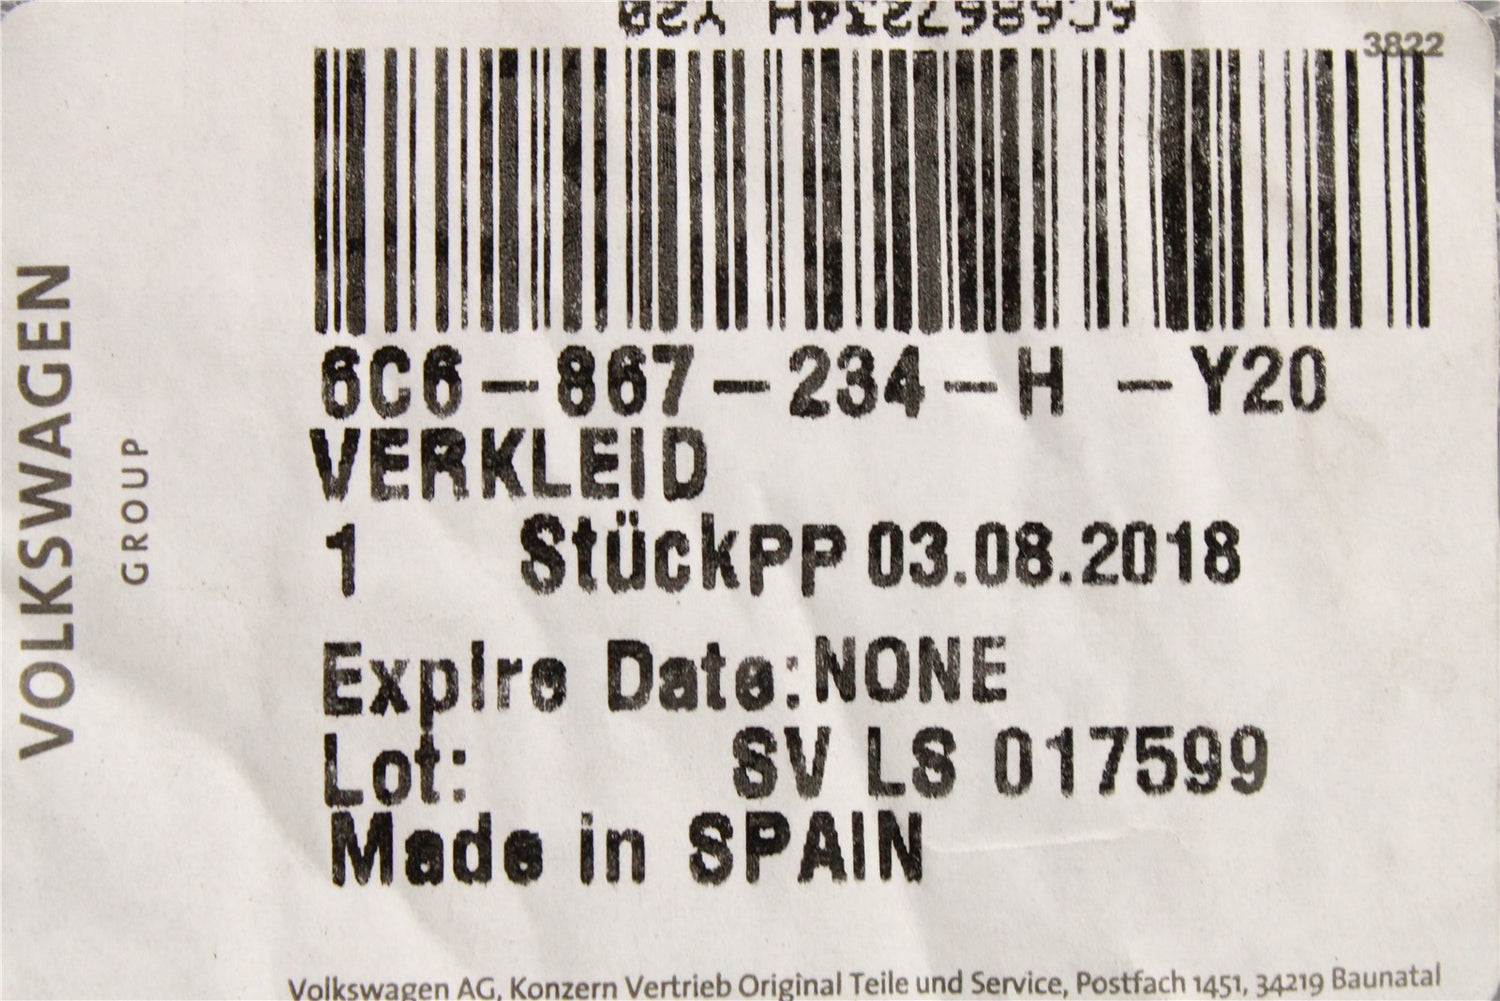 6C6867234H Y20
3822
6C6-867-234-H -Y20
VERKLEID
1 StückPP 03.08.2018
Expire Date:NONE
Lot: SV LS 017599
Made in SPAIN
VOLKSWAGEN
GROUP
Volkswagen AG, Konzern Vertrieb Original Teile und Service, Postfach 1451, 34219 Baunatal